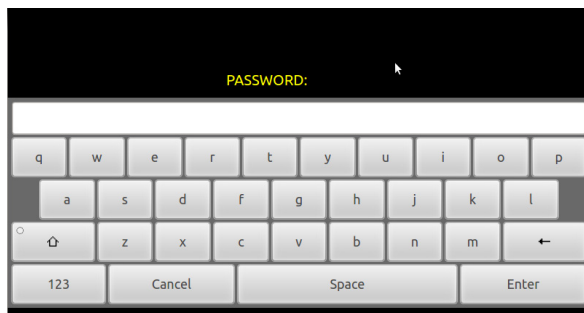 PASSWORD:
q w e r t y u i o p
a s d f g h j k l
z x c v b n m
123 Cancel Space Enter